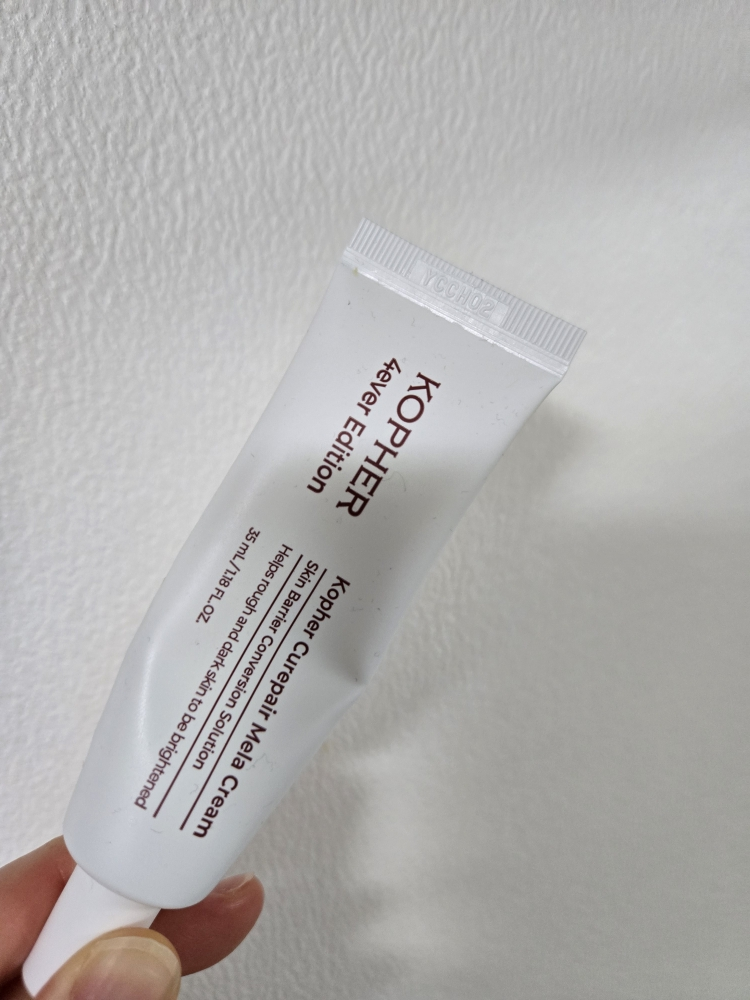 YCCH02
KOPHER
4ever Edition
Kopher Curepair Mela Cream
Skin Barrier Conversion Solution
Helps rough and dark skin to be brightened
35 mL / 1.18 FL.OZ.